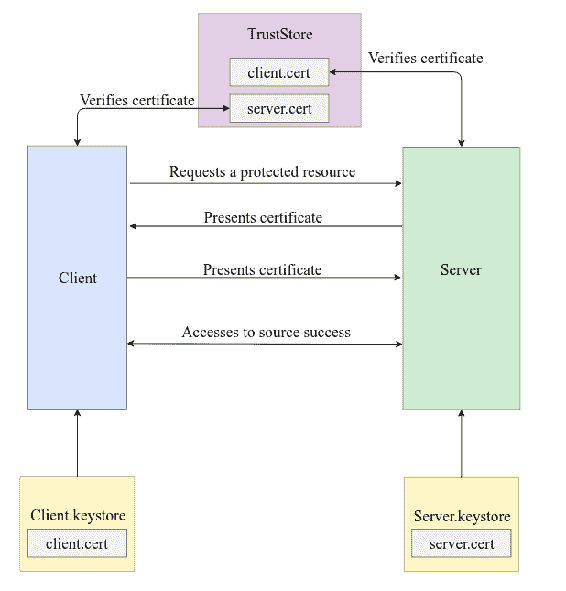 TrustStore
Verifies certificate
client.cert
Verifies certificate
server.cert
Requests a protected resource
Presents certificate
Client
Server
Presents certificate
Accesses to source success
Client.keystore
client.cert
Server.keystore
server.cert